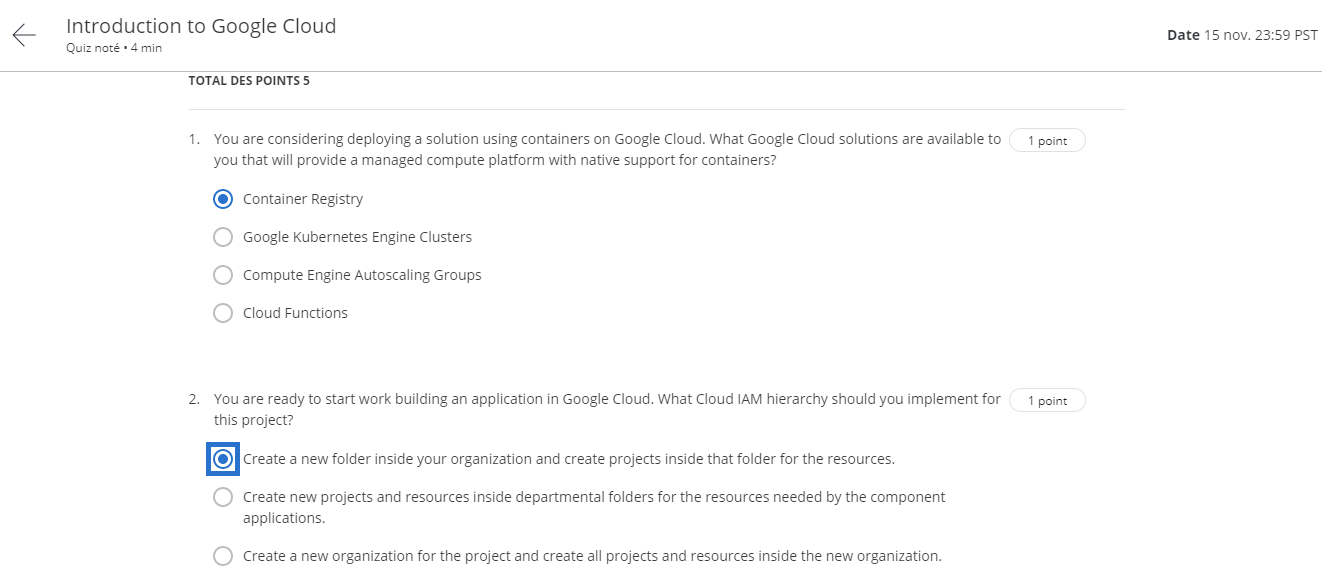 Introduction to Google Cloud
Quiz noté • 4 min
Date 15 nov. 23:59 PST
TOTAL DES POINTS 5
1. You are considering deploying a solution using containers on Google Cloud. What Google Cloud solutions are available to
you that will provide a managed compute platform with native support for containers?
1 point
Container Registry
Google Kubernetes Engine Clusters
Compute Engine Autoscaling Groups
Cloud Functions
2. You are ready to start work building an application in Google Cloud. What Cloud IAM hierarchy should you implement for
this project?
1 point
Create a new folder inside your organization and create projects inside that folder for the resources.
Create new projects and resources inside departmental folders for the resources needed by the component
applications.
Create a new organization for the project and create all projects and resources inside the new organization.